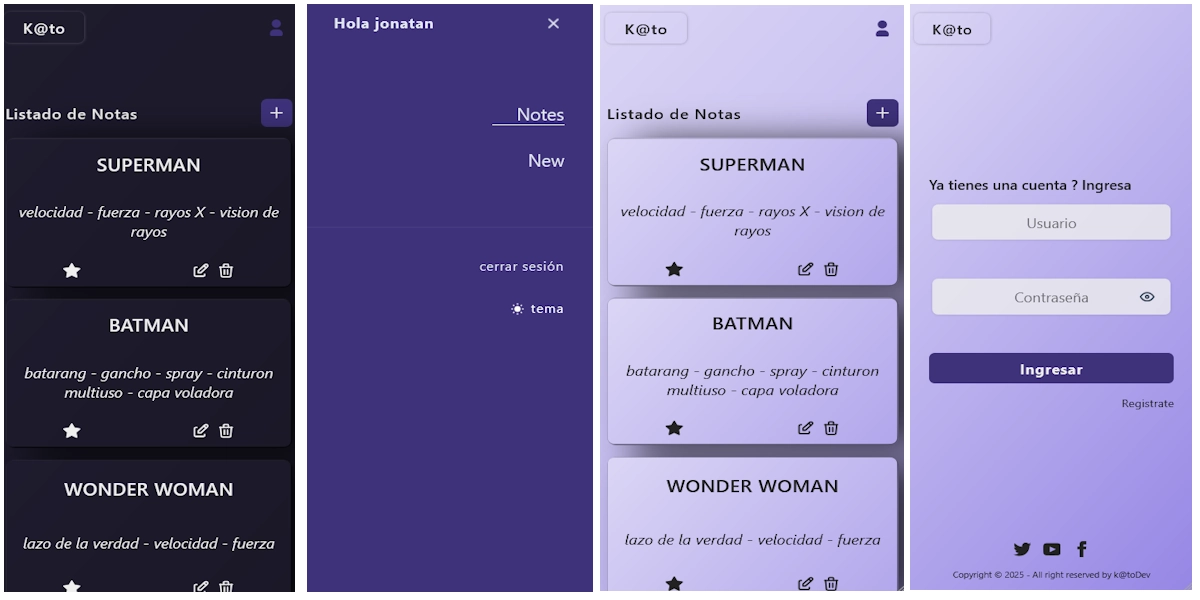 K@to
Listado de Notas
+
SUPERMAN
velocidad - fuerza - rayos X - vision de
rayos
BATMAN
batarang - gancho - spray - cinturon
multiuso - capa voladora
WONDER WOMAN
lazo de la verdad - velocidad - fuerza
Hola jonatan
Notes
New
cerrar sesión
tema
K@to
Listado de Notas
+
SUPERMAN
velocidad - fuerza - rayos X - vision de
rayos
BATMAN
batarang - gancho - spray - cinturon
multiuso - capa voladora
WONDER WOMAN
lazo de la verdad - velocidad - fuerza
K@to
Ya tienes una cuenta ? Ingresa
Usuario
Contraseña
Ingresar
Registrate
Copyright © 2025 - All right reserved by k@toDev